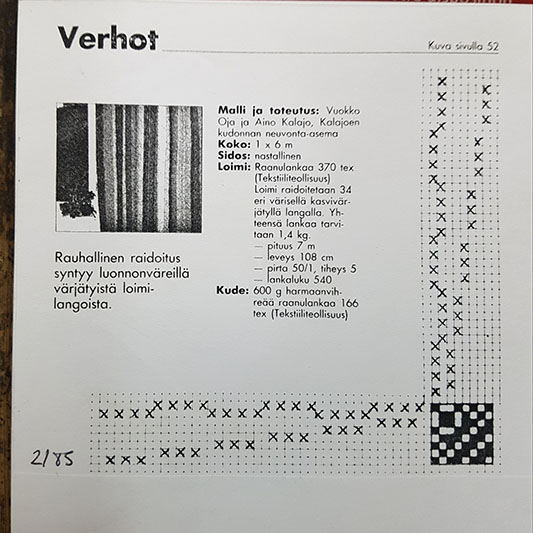 Verhot
Kuva sivulla 52
Malli ja toteutus: Vuokko
Oja ja Aino Kalajo, Kalajoen
kudonnan neuvonta-asema
Koko: 1 x 6 m
Sidos: nastallinen
Loimi: Raanulankaa 370 tex
(Tekstiiliteollisuus)
Loimi raidoitetaan 34
eri värisellä kasvivär-
jätyllä langalla. Yh-
teensä lankaa tarvi-
taan 1,4 kg.
— pituus 7 m
— leveys 108 cm
— pirta 50/1, tiheys 5
— lankaluku 540
Kude: 600 g harmaanvih-
reää raanulankaa 166
tex (Tekstiiliteollisuus)
Rauhallinen raidoitus
syntyy luonnonväreillä
värjätyistä loimi-
langoista.
2/85